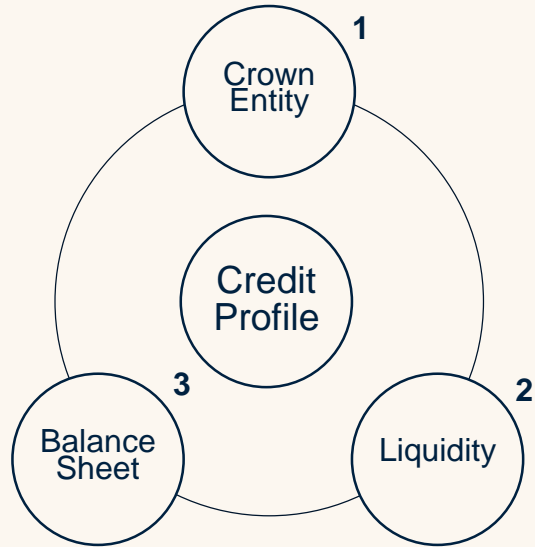 1
Crown
Entity
Credit
Profile
3
Balance
Sheet
2
Liquidity